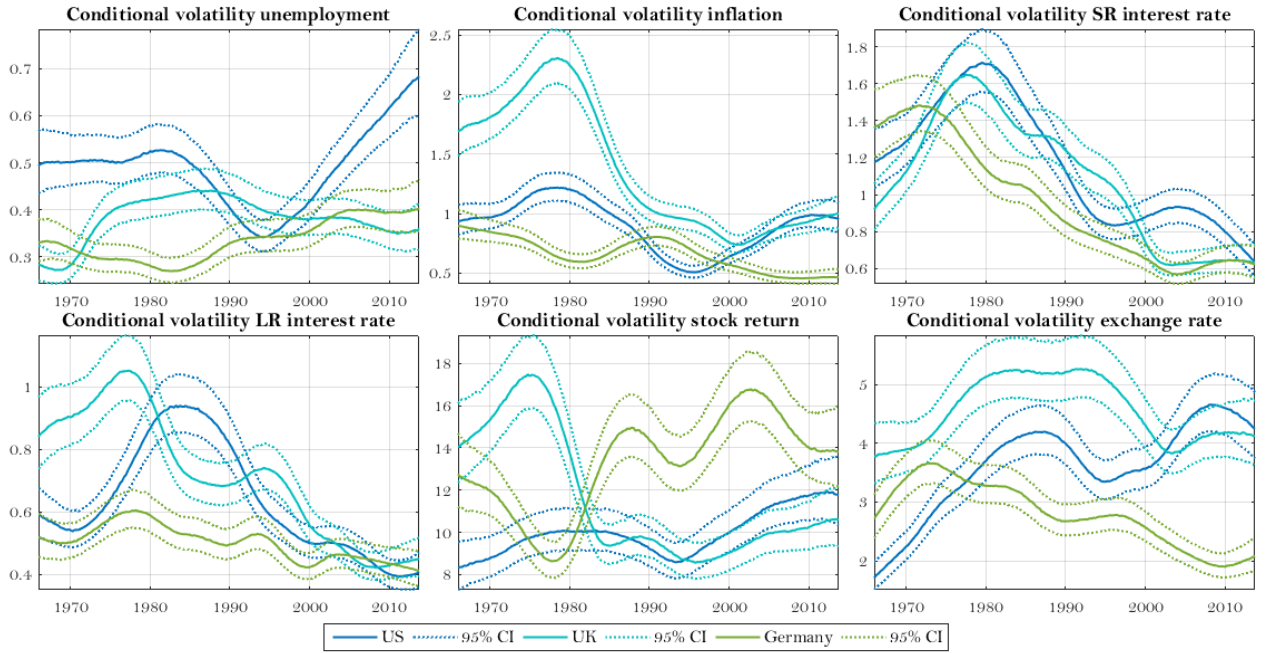 Conditional volatility unemployment
0.7
0.6
0.5
0.4
0.3
1970 1980 1990 2000 2010
Conditional volatility inflation
2.5
2
1.5
1
0.5
1970 1980 1990 2000 2010
Conditional volatility SR interest rate
1.8
1.6
1.4
1.2
1
0.8
0.6
1970 1980 1990 2000 2010
Conditional volatility LR interest rate
1
0.8
0.6
0.4
1970 1980 1990 2000 2010
Conditional volatility stock return
18
16
14
12
10
8
1970 1980 1990 2000 2010
Conditional volatility exchange rate
5
4
3
2
1970 1980 1990 2000 2010
US 95% CI UK 95% CI Germany 95% CI